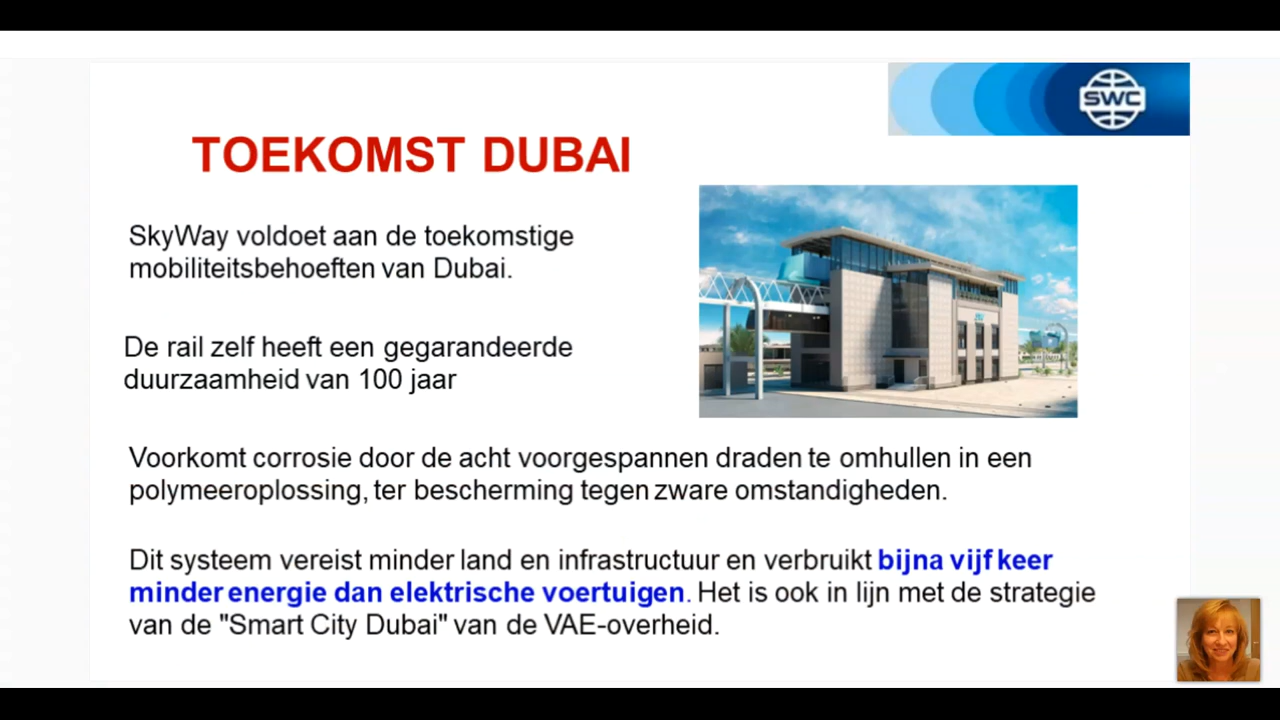 SWC
TOEKOMST DUBAI
SkyWay voldoet aan de toekomstige
mobiliteitsbehoeften van Dubai.
De rail zelf heeft een gegarandeerde
duurzaamheid van 100 jaar
Voorkomt corrosie door de acht voorgespannen draden te omhullen in een
polymeeroplossing, ter bescherming tegen zware omstandigheden.
Dit systeem vereist minder land en infrastructuur en verbruikt bijna vijf keer
minder energie dan elektrische voertuigen. Het is ook in lijn met de strategie
van de "Smart City Dubai" van de VAE-overheid.